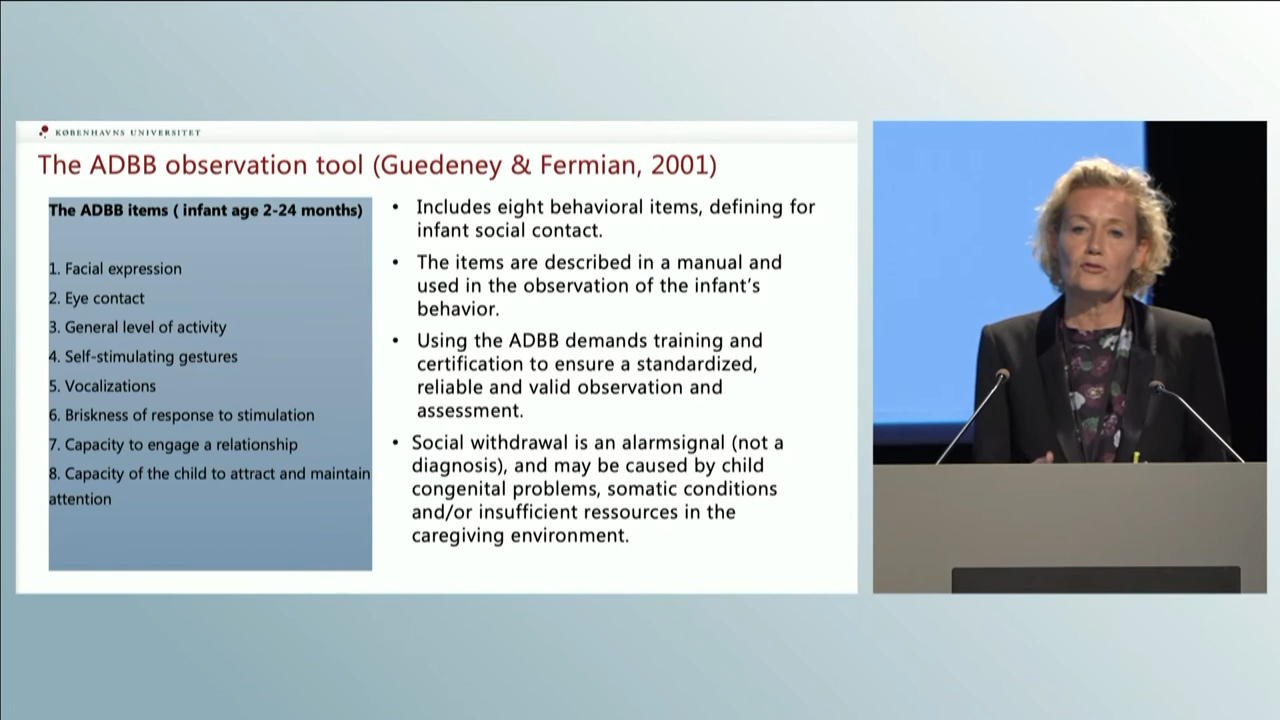 KØBENHAVNS UNIVERSITET
The ADBB observation tool (Guedeney & Fermian, 2001)
The ADBB items ( infant age 2-24 months)
1. Facial expression
2. Eye contact
3. General level of activity
4. Self-stimulating gestures
5. Vocalizations
6. Briskness of response to stimulation
7. Capacity to engage a relationship
8. Capacity of the child to attract and maintain
attention
• Includes eight behavioral items, defining for
infant social contact.
• The items are described in a manual and
used in the observation of the infant’s
behavior.
• Using the ADBB demands training and
certification to ensure a standardized,
reliable and valid observation and
assessment.
• Social withdrawal is an alarmsignal (not a
diagnosis), and may be caused by child
congenital problems, somatic conditions
and/or insufficient ressources in the
caregiving environment.